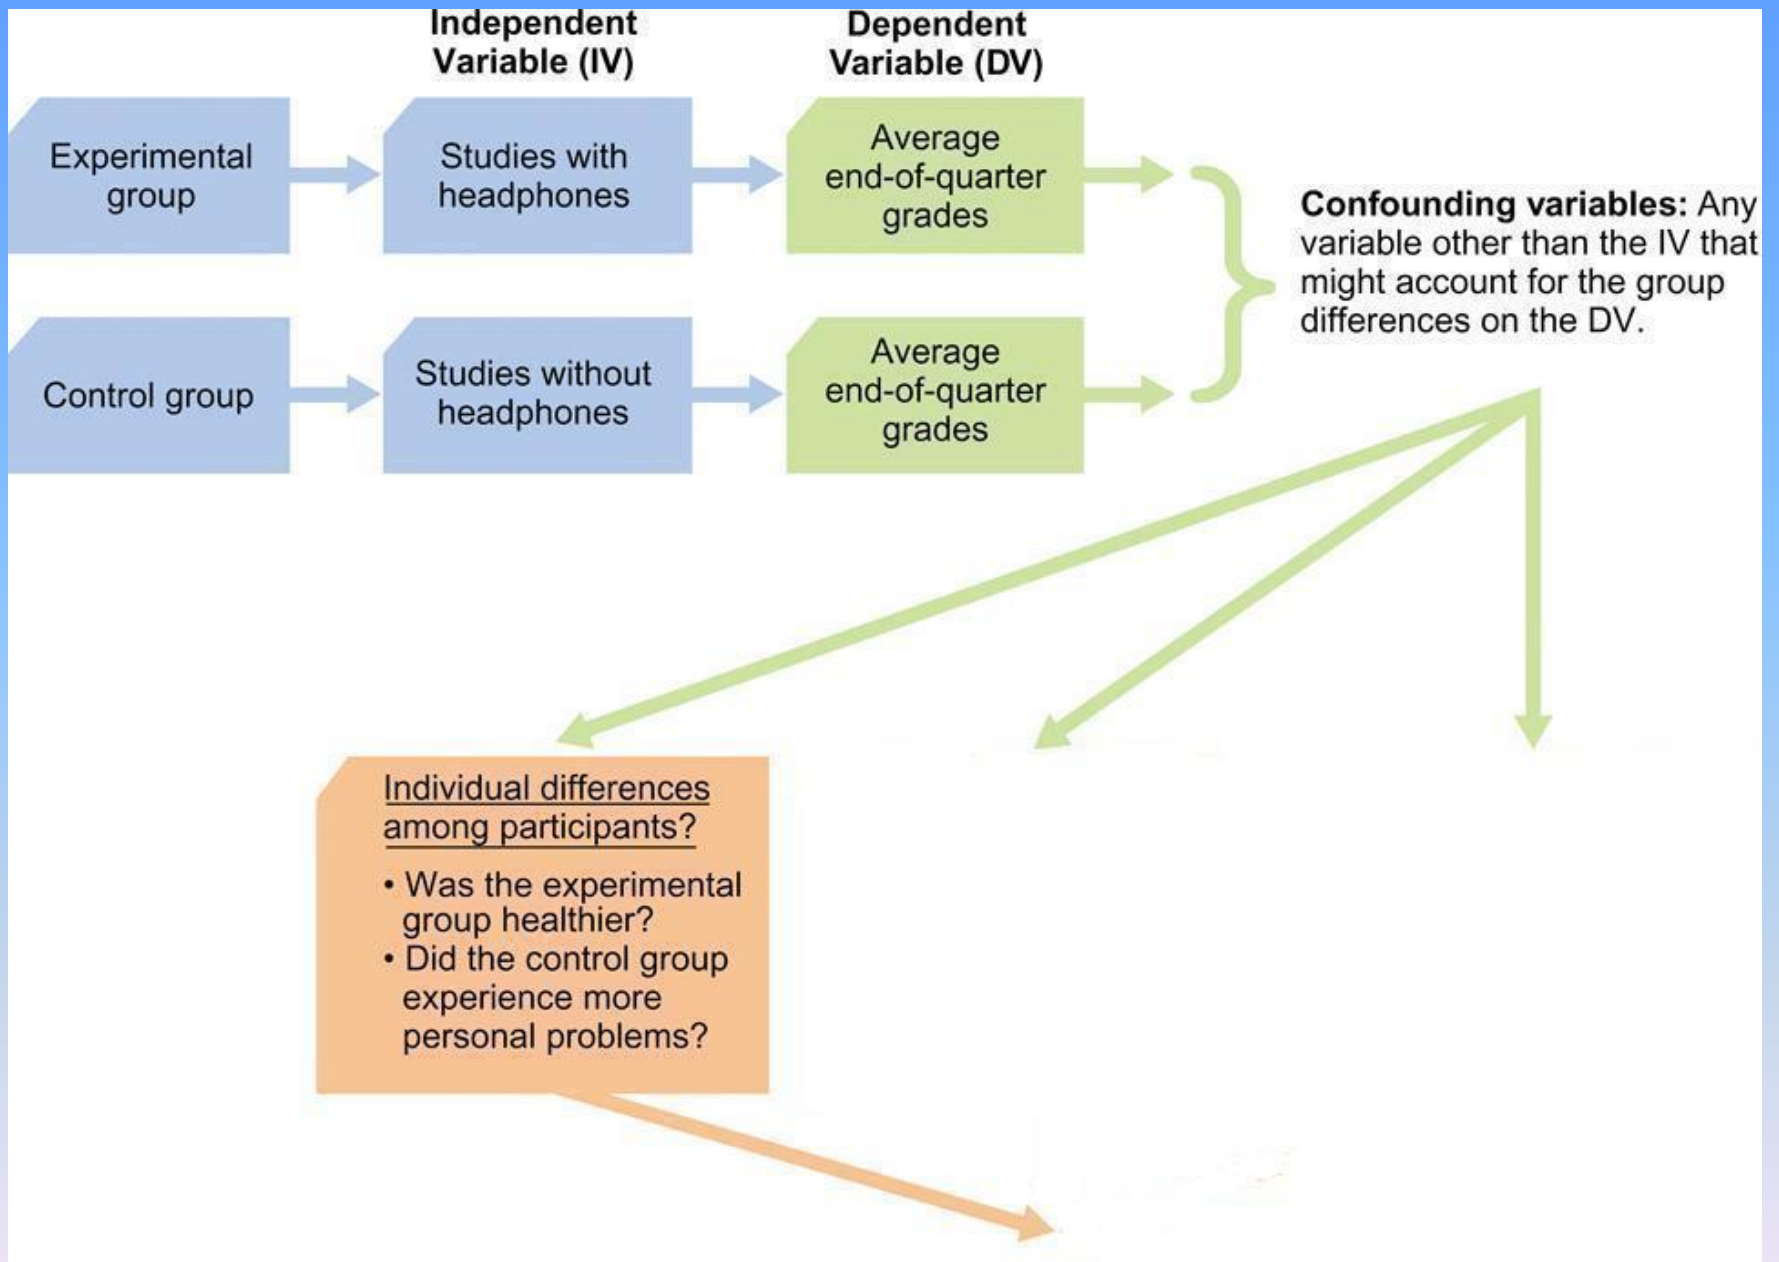 Independent
Variable (IV)
Dependent
Variable (DV)
Experimental
group
Studies with
headphones
Average
end-of-quarter
grades
Confounding variables: Any
variable other than the IV that
might account for the group
differences on the DV.
Control group
Studies without
headphones
Average
end-of-quarter
grades
Individual differences
among participants?
• Was the experimental
group healthier?
• Did the control group
experience more
personal problems?